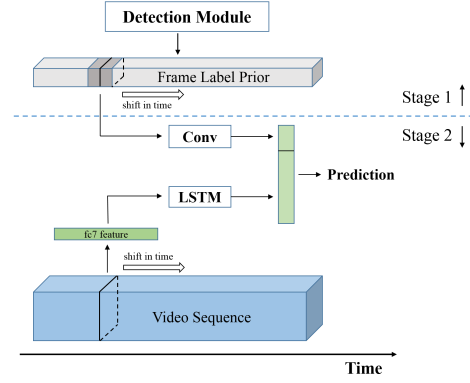 Detection Module
Frame Label Prior
shift in time
Stage 1
Stage 2
Conv
LSTM
Prediction
fc7 feature
shift in time
Video Sequence
Time